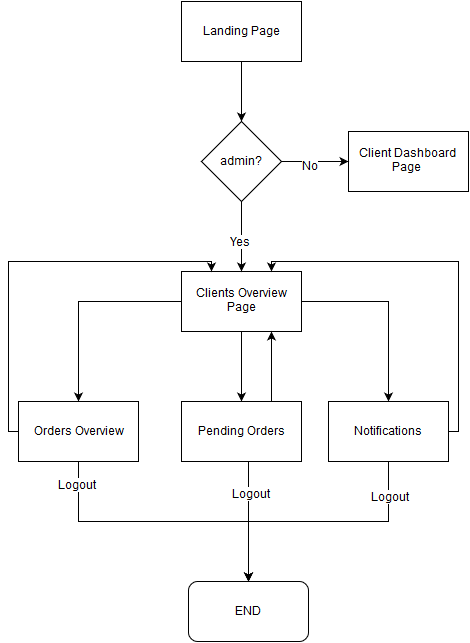 Landing Page
admin?
Client Dashboard
Page
No
Yes
Clients Overview
Page
Orders Overview
Pending Orders
Notifications
Logout
Logout
Logout
END